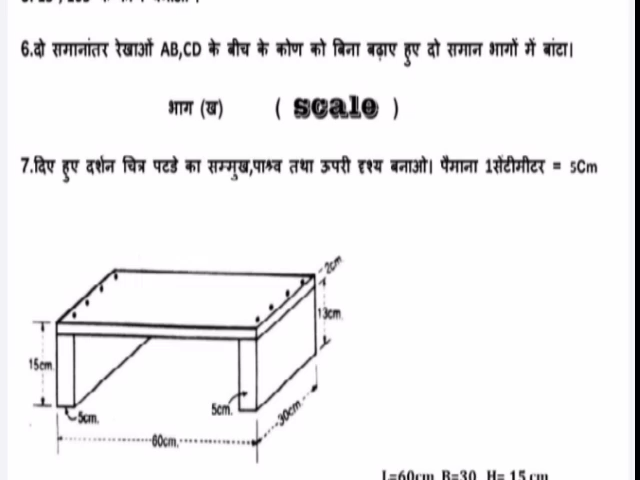 6.दो समानांतर रेखाओं AB,CD के बीच के कोण को बिना बढ़ाए हुए दो समान भागों में बांटा।
भाग (ख) ( scale )
7.दिए हुए दर्शन चित्र पटडे का सम्मुख,पाश्र्व तथा ऊपरी दृश्य बनाओ। पैमाना 1सेंटीमीटर = 5Cm
2cm
13cm.
15cm.
5cm.
5cm.
30cm.
60cm.
L=60cm B=30 H= 15 cm